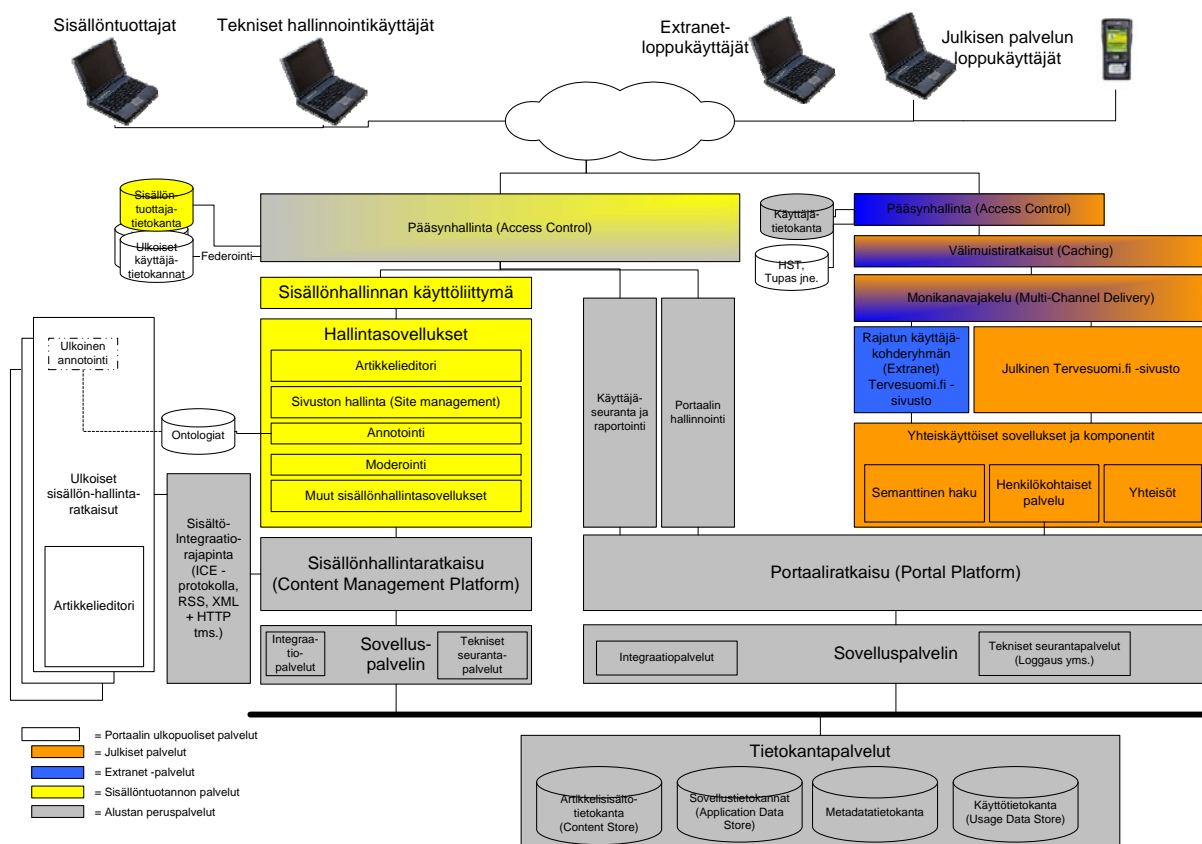 Sisällöntuottajat
Tekniset hallinnointikäyttäjät
Extranet-
loppukäyttäjät
Julkisen palvelun
loppukäyttäjät
Sisällön-
tuottaja-
tietokanta
Ulkoiset
käyttäjä-
tietokannat
Federointi
Pääsynhallinta (Access Control)
Käyttäjä-
tietokanta
HST,
Tupas jne.
Pääsynhallinta (Access Control)
Välimuistiratkaisut (Caching)
Monikanavajakelu (Multi-Channel Delivery)
Sisällönhallinnan käyttöliittymä
Hallintasovellukset
Artikkelieditori
Sivuston hallinta (Site management)
Annotointi
Moderointi
Muut sisällönhallintasovellukset
Käyttäjä-
seuranta ja
raportointi
Portaalin
hallinnointi
Rajatun käyttäjä-
kohderyhmän
(Extranet)
Tervesuomi.fi -
sivusto
Julkinen Tervesuomi.fi -sivusto
Yhteiskäyttöiset sovellukset ja komponentit
Semanttinen haku
Henkilökohtaiset
palvelu
Yhteisöt
Ulkoinen
annotointi
Ontologiat
Ulkoiset
sisällön-hallinta-
ratkaisut
Artikkelieditori
Sisältö-
Integraatio-
rajapinta
(ICE -
protokolla,
RSS, XML
+ HTTP
tms.)
Sisällönhallintaratkaisu
(Content Management Platform)
Portaaliratkaisu (Portal Platform)
Integraa-
tio-
palvelut
Sovellus-
palvelin
Tekniset
seuranta-
palvelut
Integraatiopalvelut
Sovelluspalvelin
Tekniset seurantapalvelut
(Loggaus yms.)
= Portaalin ulkopuoliset palvelut
= Julkiset palvelut
= Extranet -palvelut
= Sisällöntuotannon palvelut
= Alustan peruspalvelut
Tietokantapalvelut
Artikkelisisältö-
tietokanta
(Content Store)
Sovellustietokannat
(Application Data
Store)
Metadatatietokanta
Käyttötietokanta
(Usage Data Store)